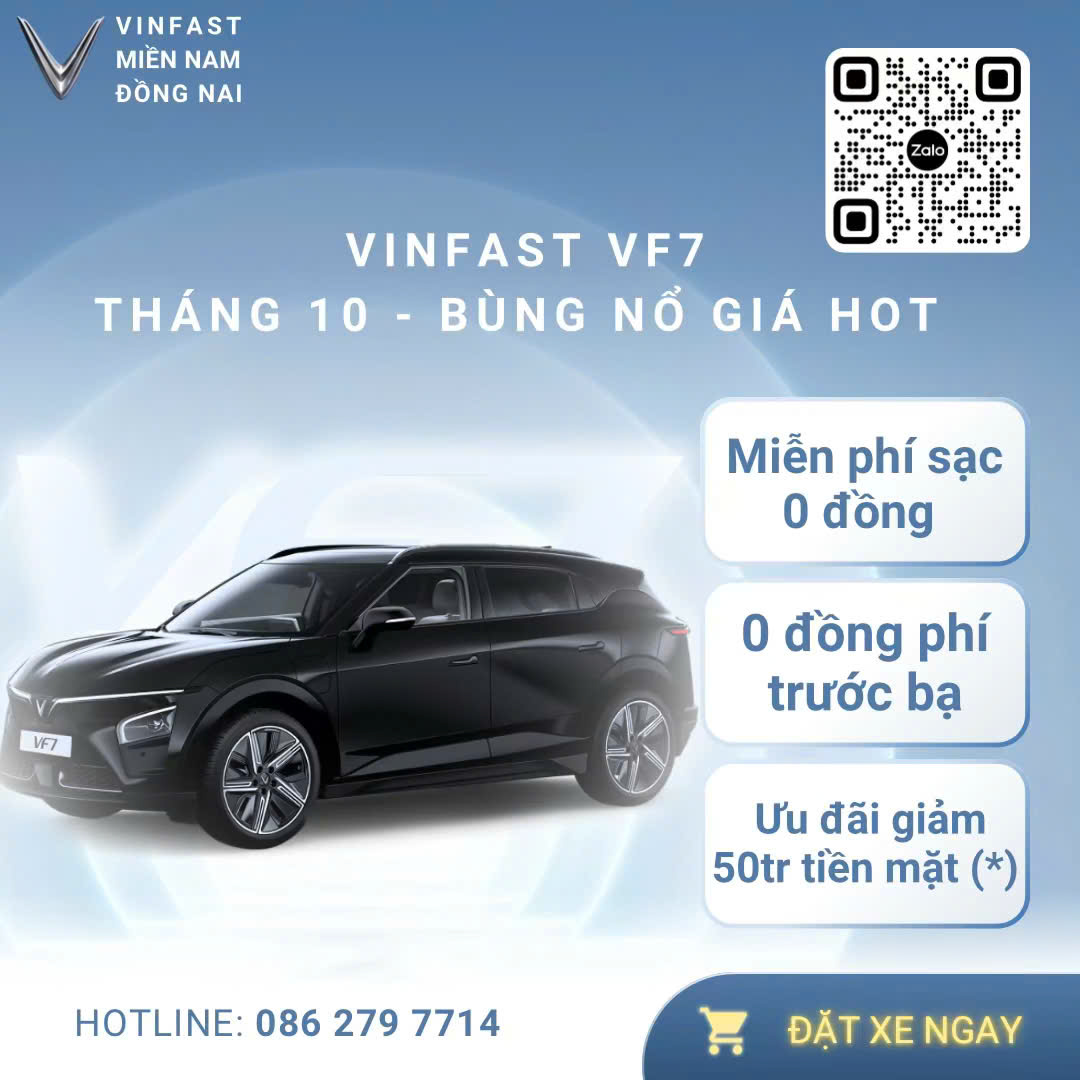 VINFAST
MIỀN NAM
ĐỒNG NAI
Zalo
VINFAST VF7
THÁNG 10 - BÙNG NỔ GIÁ HOT
Miễn phí sạc
0 đồng
0 đồng phí
trước bạ
Ưu đãi giảm
50tr tiền mặt (*)
VF7
HOTLINE: 086 279 7714
ĐẶT XE NGAY